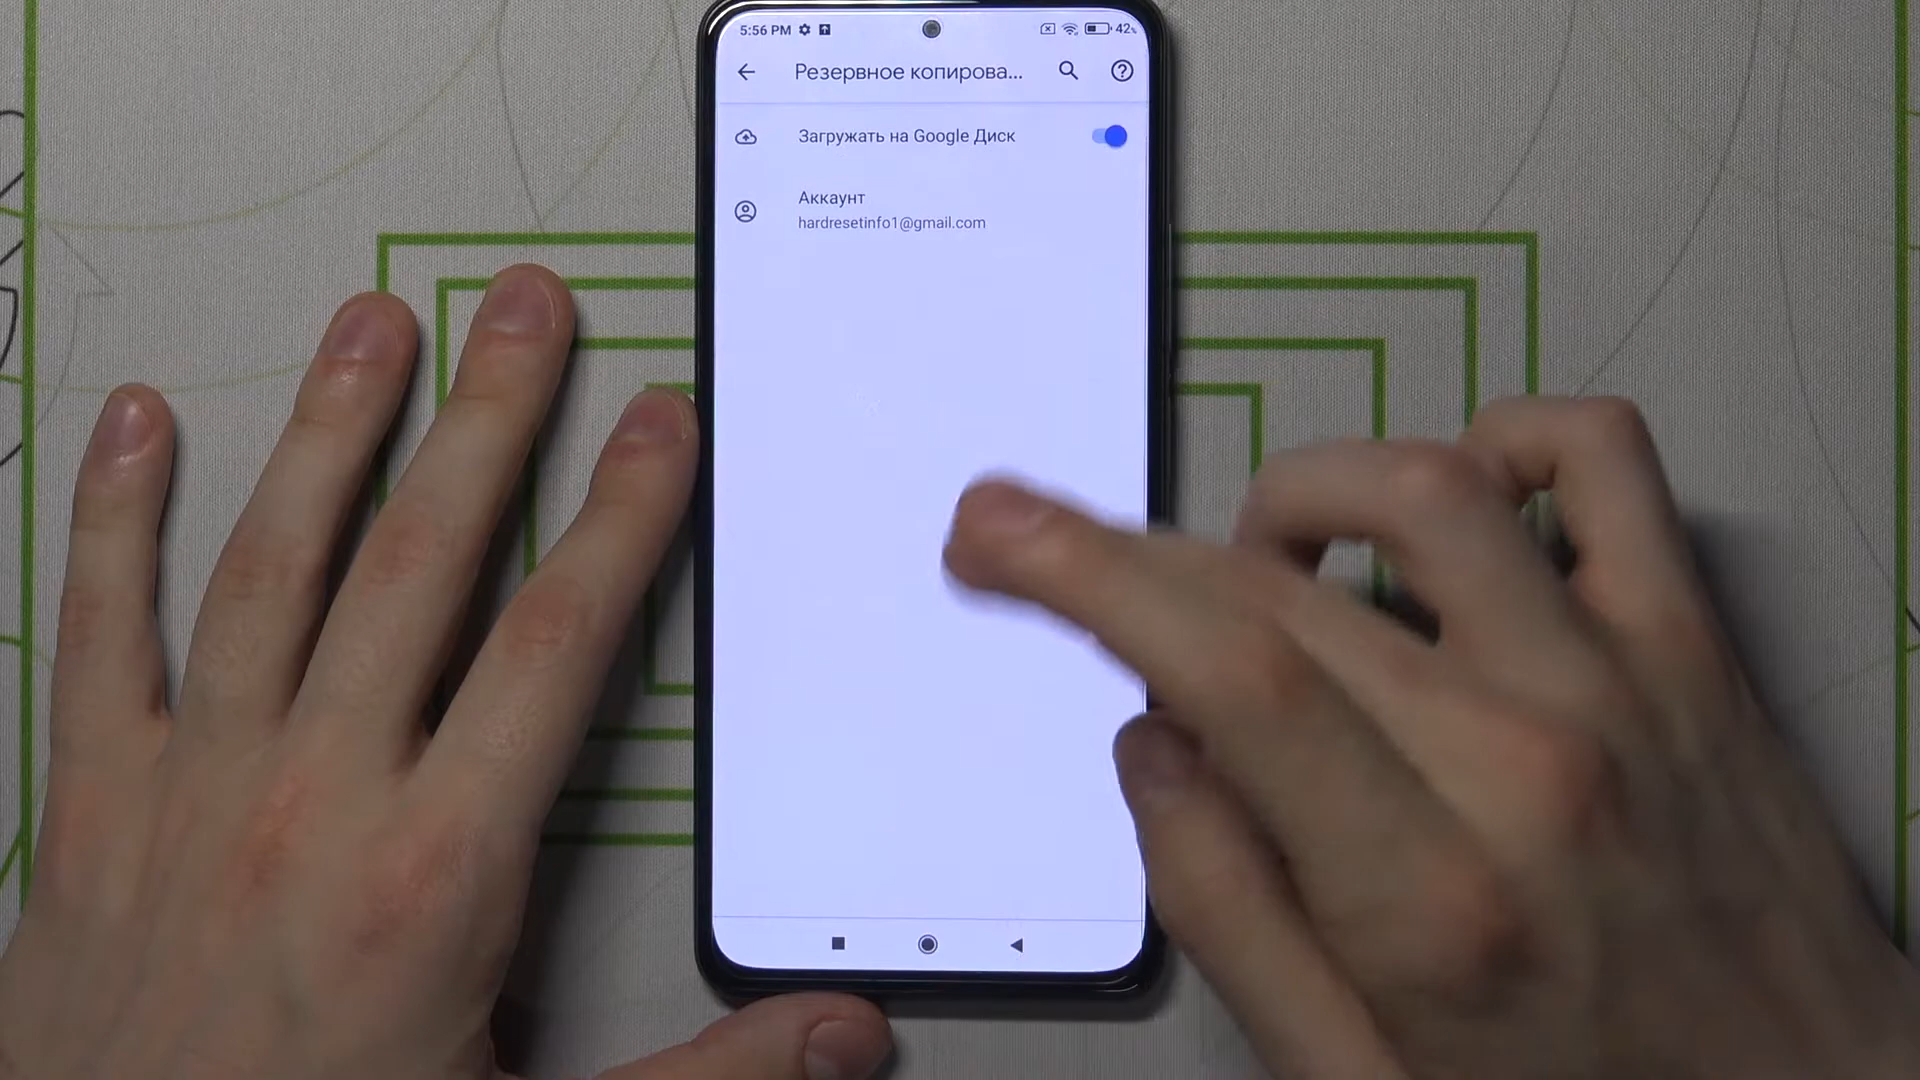 5:56 PM 42%
Резервное копирова...
Загружать на Google Диск
Аккаунт
hardresetinfo1@gmail.com